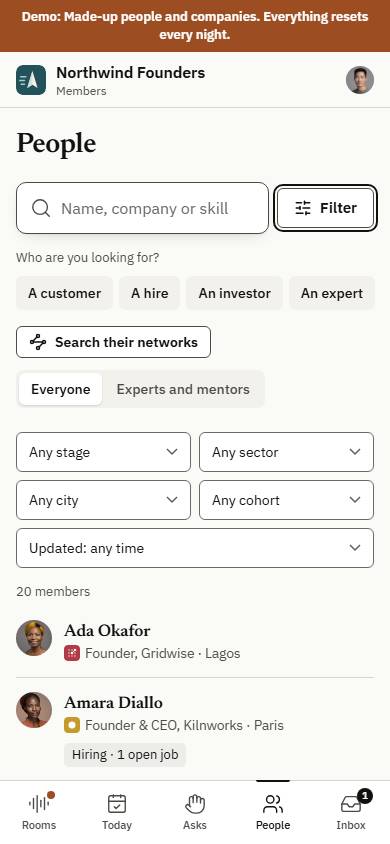 Demo: Made-up people and companies. Everything resets
every night.
Northwind Founders
Members
People
Name, company or skill
Filter
Who are you looking for?
A customer
A hire
An investor
An expert
Search their networks
Everyone
Experts and mentors
Any stage
Any sector
Any city
Any cohort
Updated: any time
20 members
Ada Okafor
Founder, Gridwise · Lagos
Amara Diallo
Founder & CEO, Kilnworks · Paris
Hiring · 1 open job
1
Rooms
Today
Asks
People
Inbox